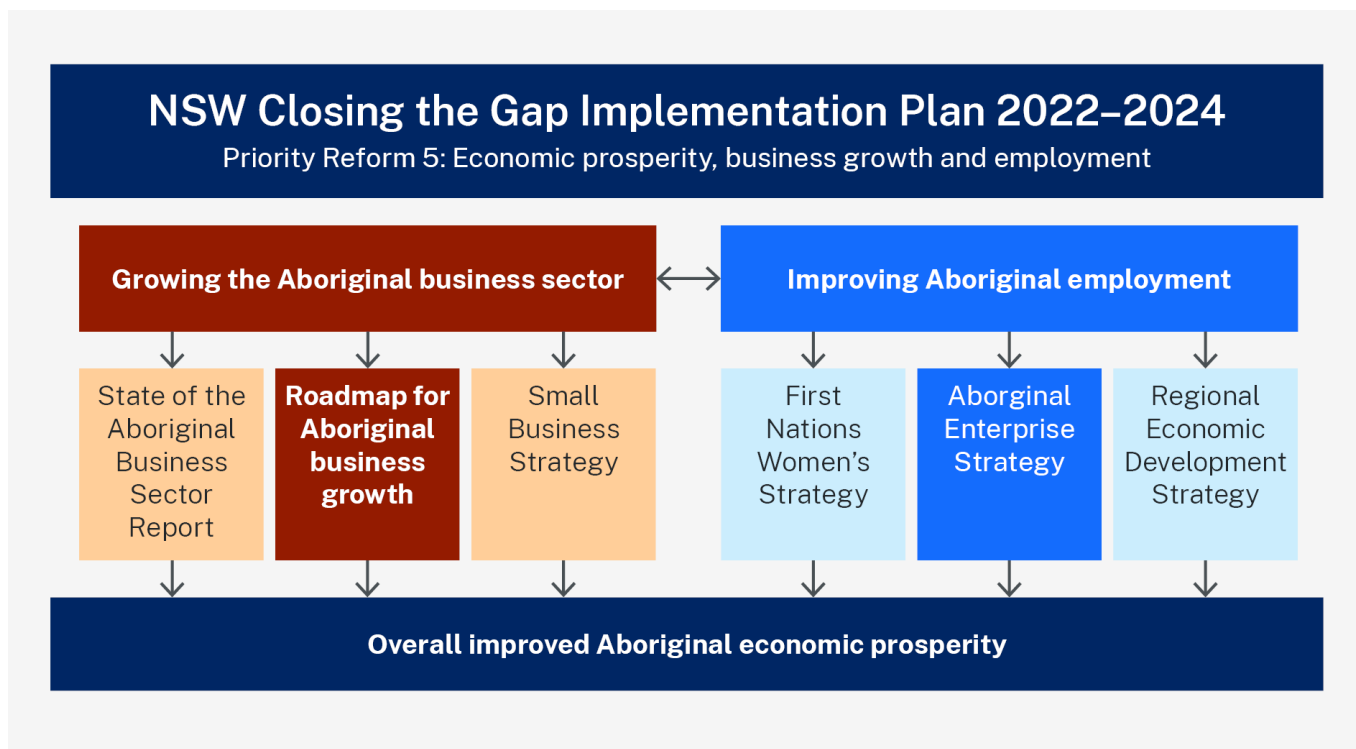 NSW Closing the Gap Implementation Plan 2022–2024
Priority Reform 5: Economic prosperity, business growth and employment
Growing the Aboriginal business sector
Improving Aboriginal employment
State of the
Aboriginal
Business
Sector
Report
Roadmap for
Aboriginal
business
growth
Small
Business
Strategy
First
Nations
Women’s
Strategy
Aborginal
Enterprise
Strategy
Regional
Economic
Development
Strategy
Overall improved Aboriginal economic prosperity